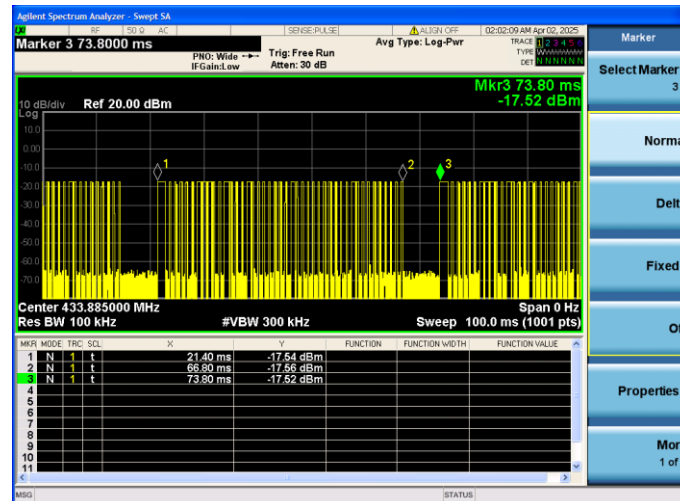 Agilent Spectrum Analyzer - Swept SA
RF 50 Ω AC SENSE:PULSE ALIGN OFF 02:02:09 AM Apr 02, 2025
Marker 3 73.8000 ms
PNO: Wide Trig: Free Run
IFGain:Low Atten: 30 dB
Avg Type: Log-Pwr
TRACE 1 2 3 4 5 6
TYPE W
DET N N N N N N
Mkr3 73.80 ms
-17.52 dBm
10 dB/div Ref 20.00 dBm
Log
10.0
0.00
-10.0
-20.0
-30.0
-40.0
-50.0
-60.0
-70.0
1
2
3
Center 433.885000 MHz Span 0 Hz
Res BW 100 kHz #VBW 300 kHz Sweep 100.0 ms (1001 pts)
MKR MODE TRC SCL X Y FUNCTION FUNCTION WIDTH FUNCTION VALUE
1 N 1 t 21.40 ms -17.54 dBm
2 N 1 t 66.80 ms -17.56 dBm
3 N 1 t 73.80 ms -17.52 dBm
4
5
6
7
8
9
10
11
MSG STATUS
Marker
Select Marker
3
Norma
Delt
Fixed
Of
Properties
Mor
1 of